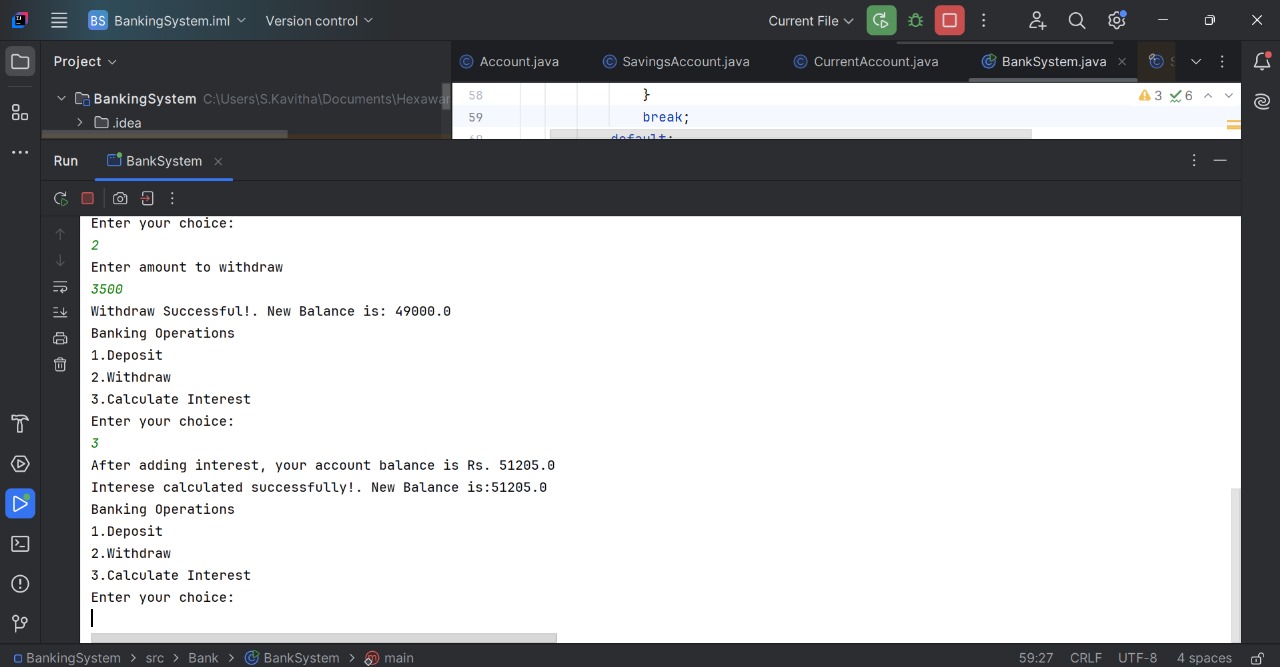 BS BankingSystem.iml Version control Current File
Project
Account.java SavingsAccount.java CurrentAccount.java BankSystem.java
BankingSystem C:\Users\S.Kavitha\Documents\Hexawar
.idea
58 }
59 break;
default:
3 6
Run BankSystem
Enter your choice:
2
Enter amount to withdraw
3500
Withdraw Successful!. New Balance is: 49000.0
Banking Operations
1.Deposit
2.Withdraw
3.Calculate Interest
Enter your choice:
3
After adding interest, your account balance is Rs. 51205.0
Interese calculated successfully!. New Balance is:51205.0
Banking Operations
1.Deposit
2.Withdraw
3.Calculate Interest
Enter your choice:
BankingSystem > src > Bank > BankSystem > main 59:27 CRLF UTF-8 4 spaces